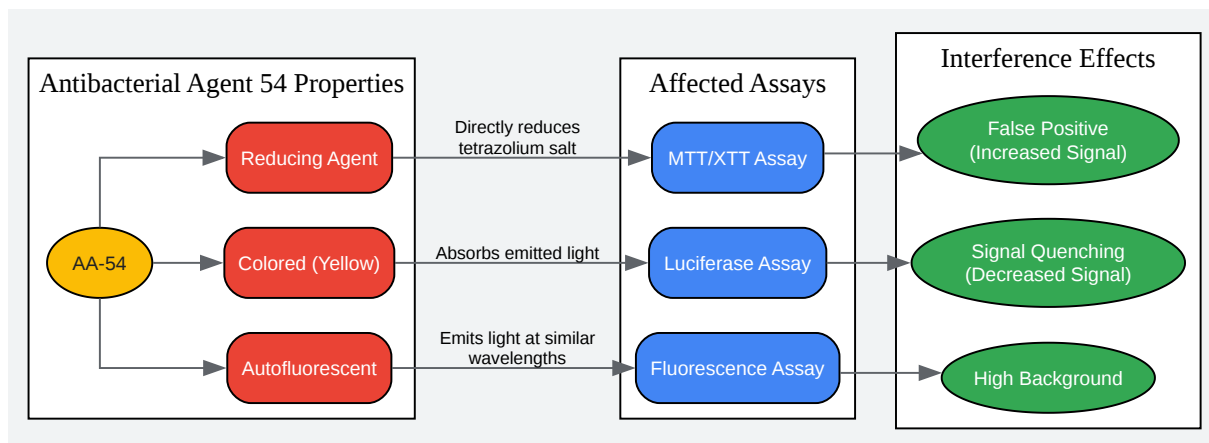 Antibacterial Agent 54 Properties
Affected Assays
Interference Effects
AA-54
Reducing Agent
Directly reduces
tetrazolium salt
MTT/XTT Assay
False Positive
(Increased Signal)
Colored (Yellow)
Absorbs emitted light
Luciferase Assay
Signal Quenching
(Decreased Signal)
Autofluorescent
Emits light at similar
wavelengths
Fluorescence Assay
High Background